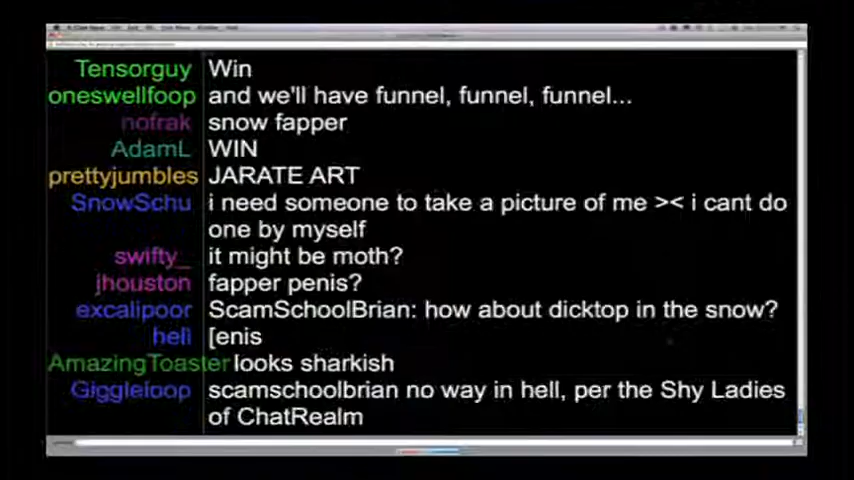 Tensorguy Win
oneswellfoop and we'll have funnel, funnel, funnel...
nofrak snow fapper
AdamL WIN
prettyjumbles JARATE ART
SnowSchu i need someone to take a picture of me >< i cant do
one by myself
swifty_ it might be moth?
jhouston fapper penis?
excalipoor ScamSchoolBrian: how about dicktop in the snow?
heli [enis
AmazingToaster looks sharkish
Giggleloop scamschoolbrian no way in hell, per the Shy Ladies
of ChatRealm